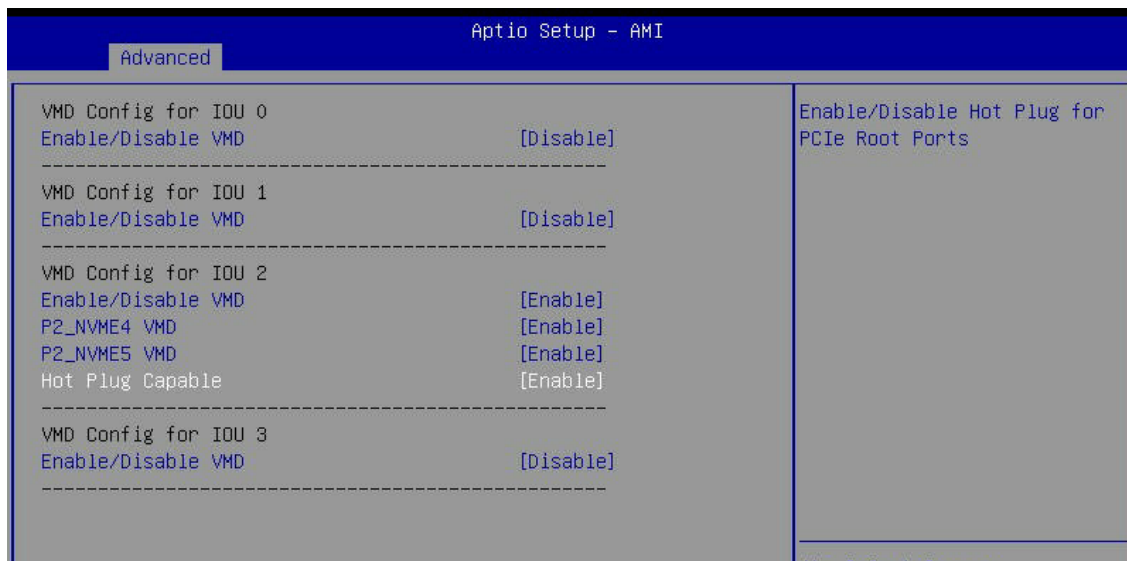 Aptio Setup - AMI
Advanced
VMD Config for IOU 0
Enable/Disable VMD [Disable]
VMD Config for IOU 1
Enable/Disable VMD [Disable]
VMD Config for IOU 2
Enable/Disable VMD [Enable]
P2_NVME4 VMD [Enable]
P2_NVME5 VMD [Enable]
Hot Plug Capable [Enable]
VMD Config for IOU 3
Enable/Disable VMD [Disable]
Enable/Disable Hot Plug for
PCIe Root Ports